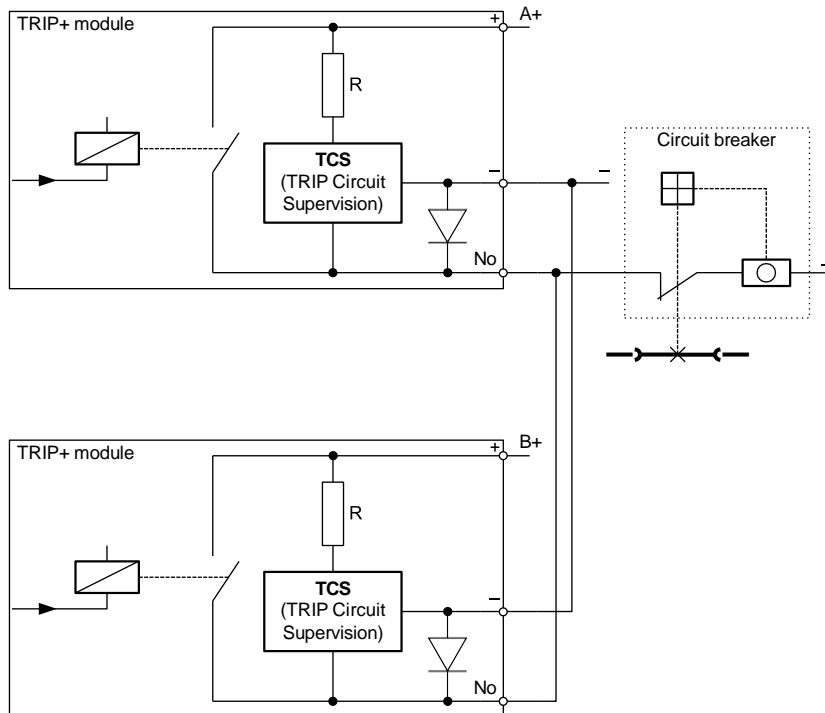 TRIP+ module
+ A+
R
Circuit breaker
TCS
(TRIP Circuit
Supervision)
– –
No
–
TRIP+ module
+ B+
R
TCS
(TRIP Circuit
Supervision)
–
No